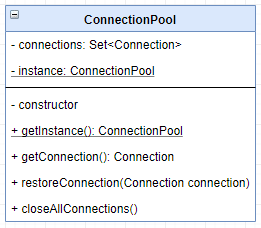 ConnectionPool
- connections: Set<Connection>
- instance: ConnectionPool
- constructor
+ getInstance(): ConnectionPool
+ getConnection(): Connection
+ restoreConnection(Connection connection)
+ closeAllConnections()